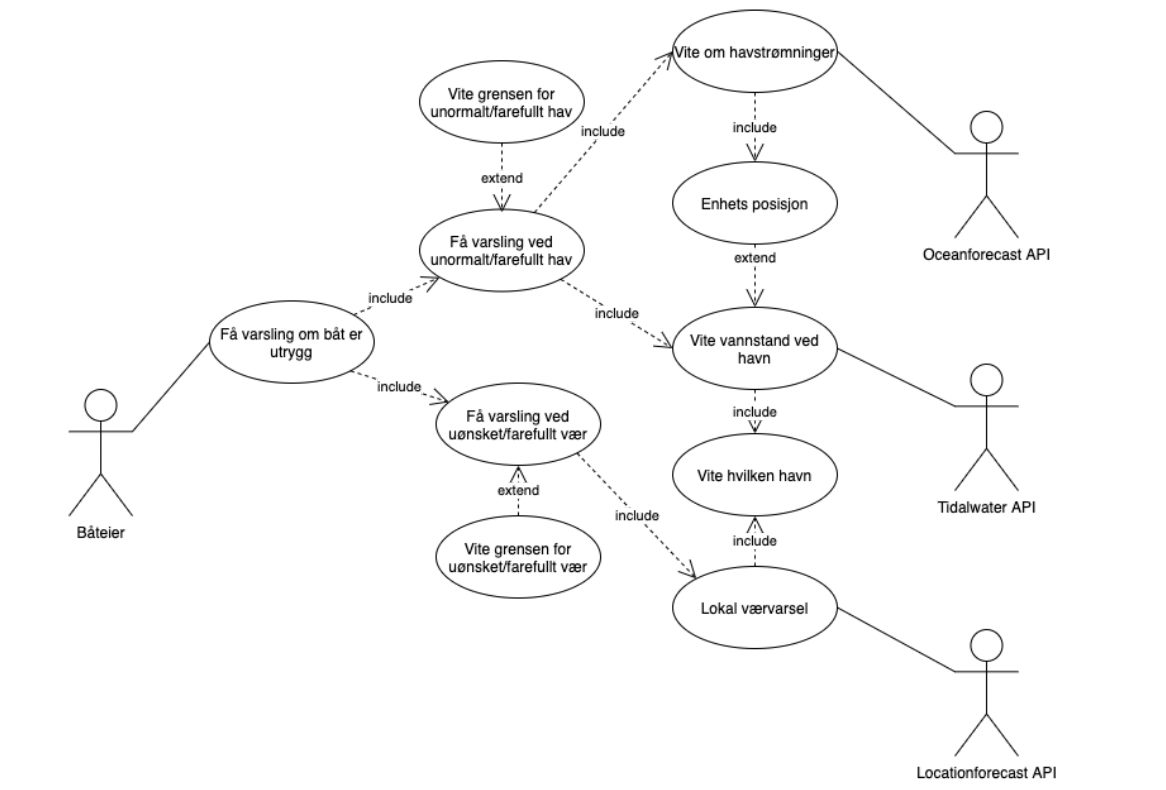 Vite om havstrømninger
Vite grensen for
unormalt/farefullt hav
include
include
extend
Enhets posisjon
Få varsling ved
unormalt/farefullt hav
Oceanforecast API
extend
include
include
Få varsling om båt er
utrygg
Vite vannstand ved
havn
include
include
Få varsling ved
uønsket/farefullt vær
Vite hvilken havn
extend
Tidalwater API
include
Båteier
include
Vite grensen for
uønsket/farefullt vær
Lokal værvarsel
Locationforecast API